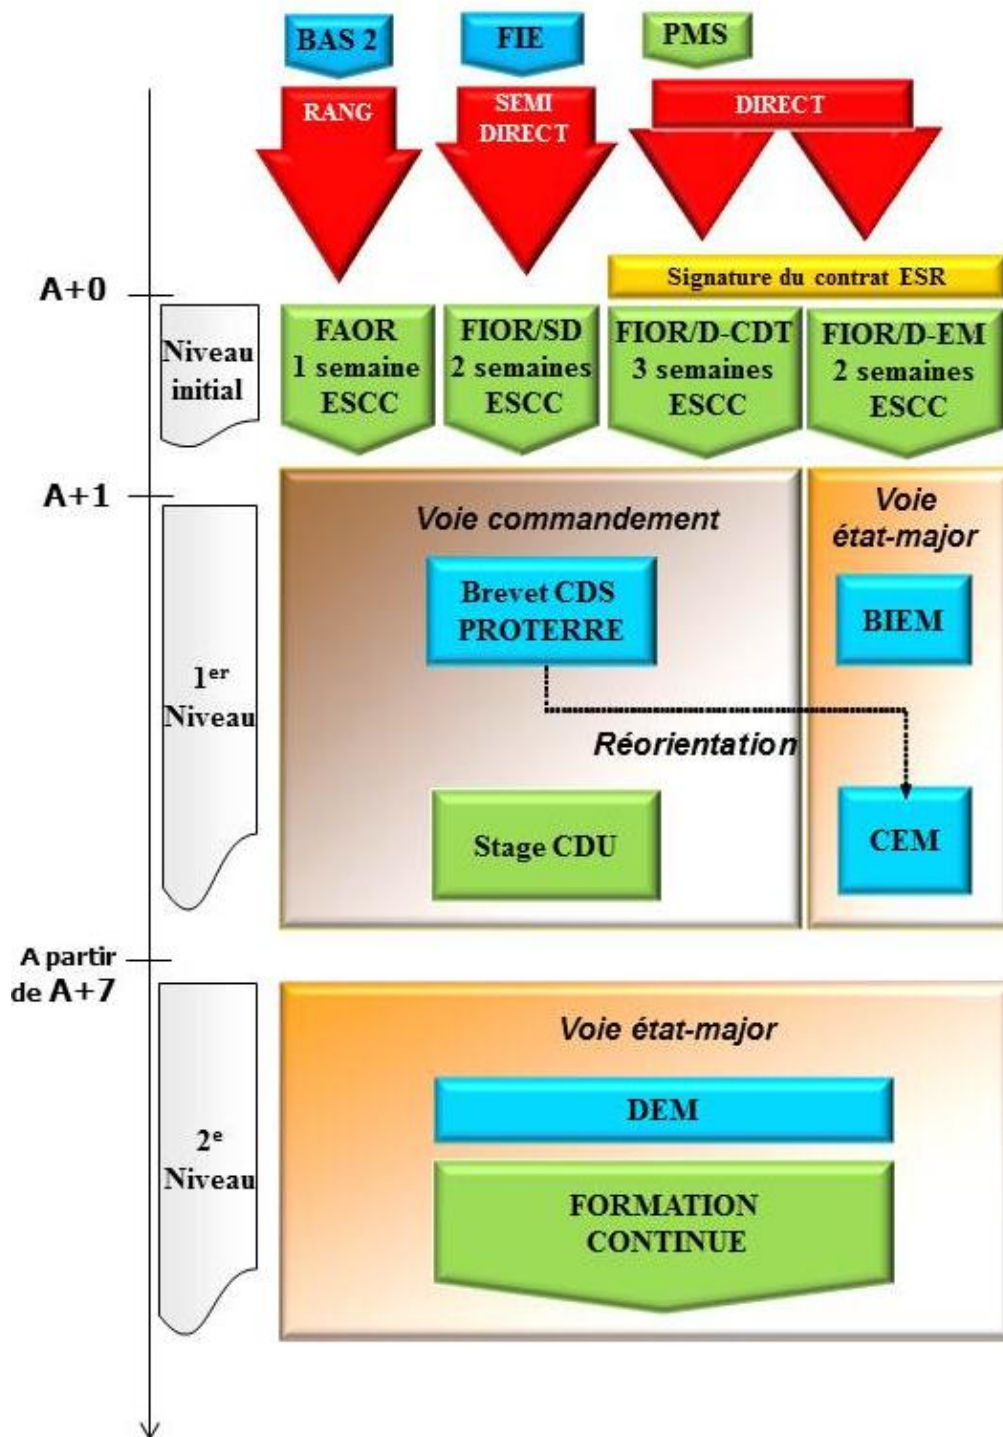 BAS 2
FIE
PMS
RANG
SEMI
DIRECT
DIRECT
A+0
Signature du contrat ESR
Niveau
initial
FAOR
1 semaine
ESCC
FIOR/SD
2 semaines
ESCC
FIOR/D-CDT
3 semaines
ESCC
FIOR/D-EM
2 semaines
ESCC
A+1
Voie commandement
Voie
état-major
Brevet CDS
PROTERRE
BIEM
1er
Niveau
Réorientation
Stage CDU
CEM
A partir
de A+7
Voie état-major
DEM
2e
Niveau
FORMATION
CONTINUE